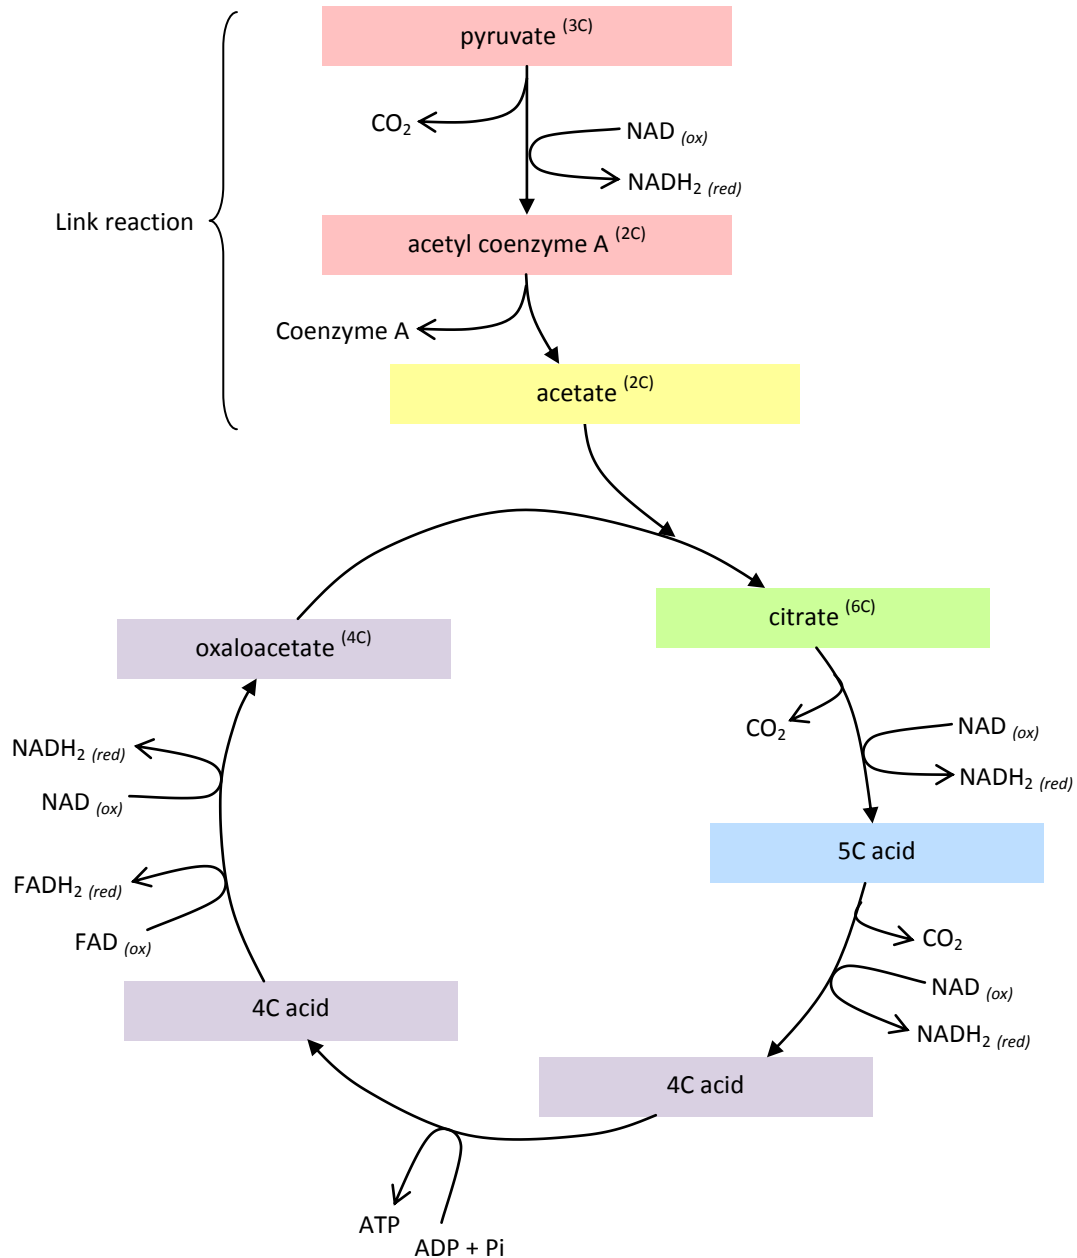 pyruvate (3C)
CO₂
NAD (ox)
NADH₂ (red)
Link reaction
acetyl coenzyme A (2C)
Coenzyme A
acetate (2C)
citrate (6C)
oxaloacetate (4C)
CO₂
NAD (ox)
NADH₂ (red)
NADH₂ (red)
NAD (ox)
5C acid
FADH₂ (red)
FAD (ox)
CO₂
NAD (ox)
NADH₂ (red)
4C acid
4C acid
ATP
ADP + Pi